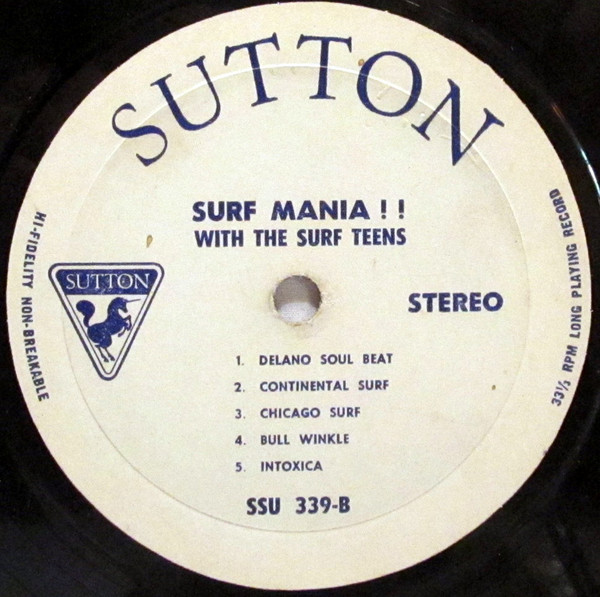 SUTTON
SURF MANIA ! !
WITH THE SURF TEENS
HI-FIDELITY NON-BREAKABLE
SUTTON
STEREO
33⅓ RPM LONG PLAYING RECORD
1. DELANO SOUL BEAT
2. CONTINENTAL SURF
3. CHICAGO SURF
4. BULL WINKLE
5. INTOXICA
SSU 339-B